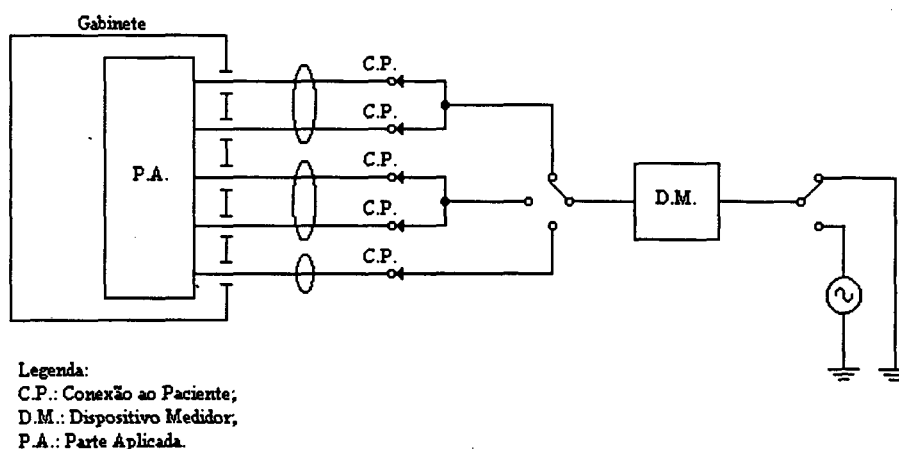 Gabinete
C.P.
C.P.
C.P.
C.P.
C.P.
P.A.
D.M.
Legenda:
C.P.: Conexão ao Paciente;
D.M.: Dispositivo Medidor;
P.A.: Parte Aplicada.